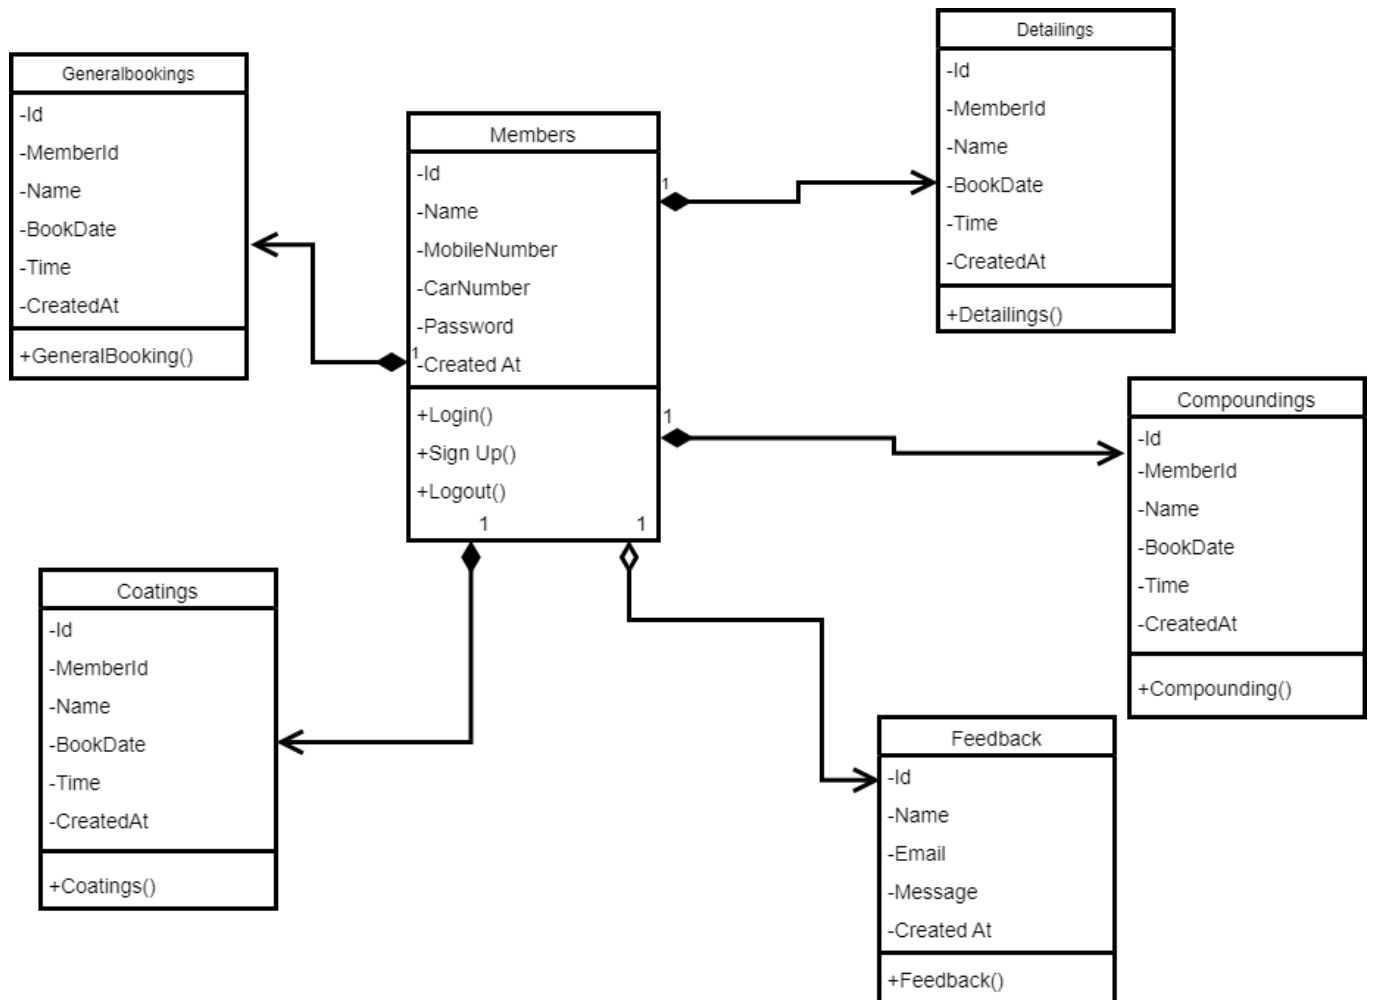 Generalbookings
-Id
-MemberId
-Name
-BookDate
-Time
-CreatedAt
+GeneralBooking()
Members
-Id
-Name
-MobileNumber
-CarNumber
-Password
-Created At
+Login()
+Sign Up()
+Logout()
1
1
1
1
1
Detailings
-Id
-MemberId
-Name
-BookDate
-Time
-CreatedAt
+Detailings()
Compoundings
-Id
-MemberId
-Name
-BookDate
-Time
-CreatedAt
+Compounding()
Coatings
-Id
-MemberId
-Name
-BookDate
-Time
-CreatedAt
+Coatings()
Feedback
-Id
-Name
-Email
-Message
-Created At
+Feedback()